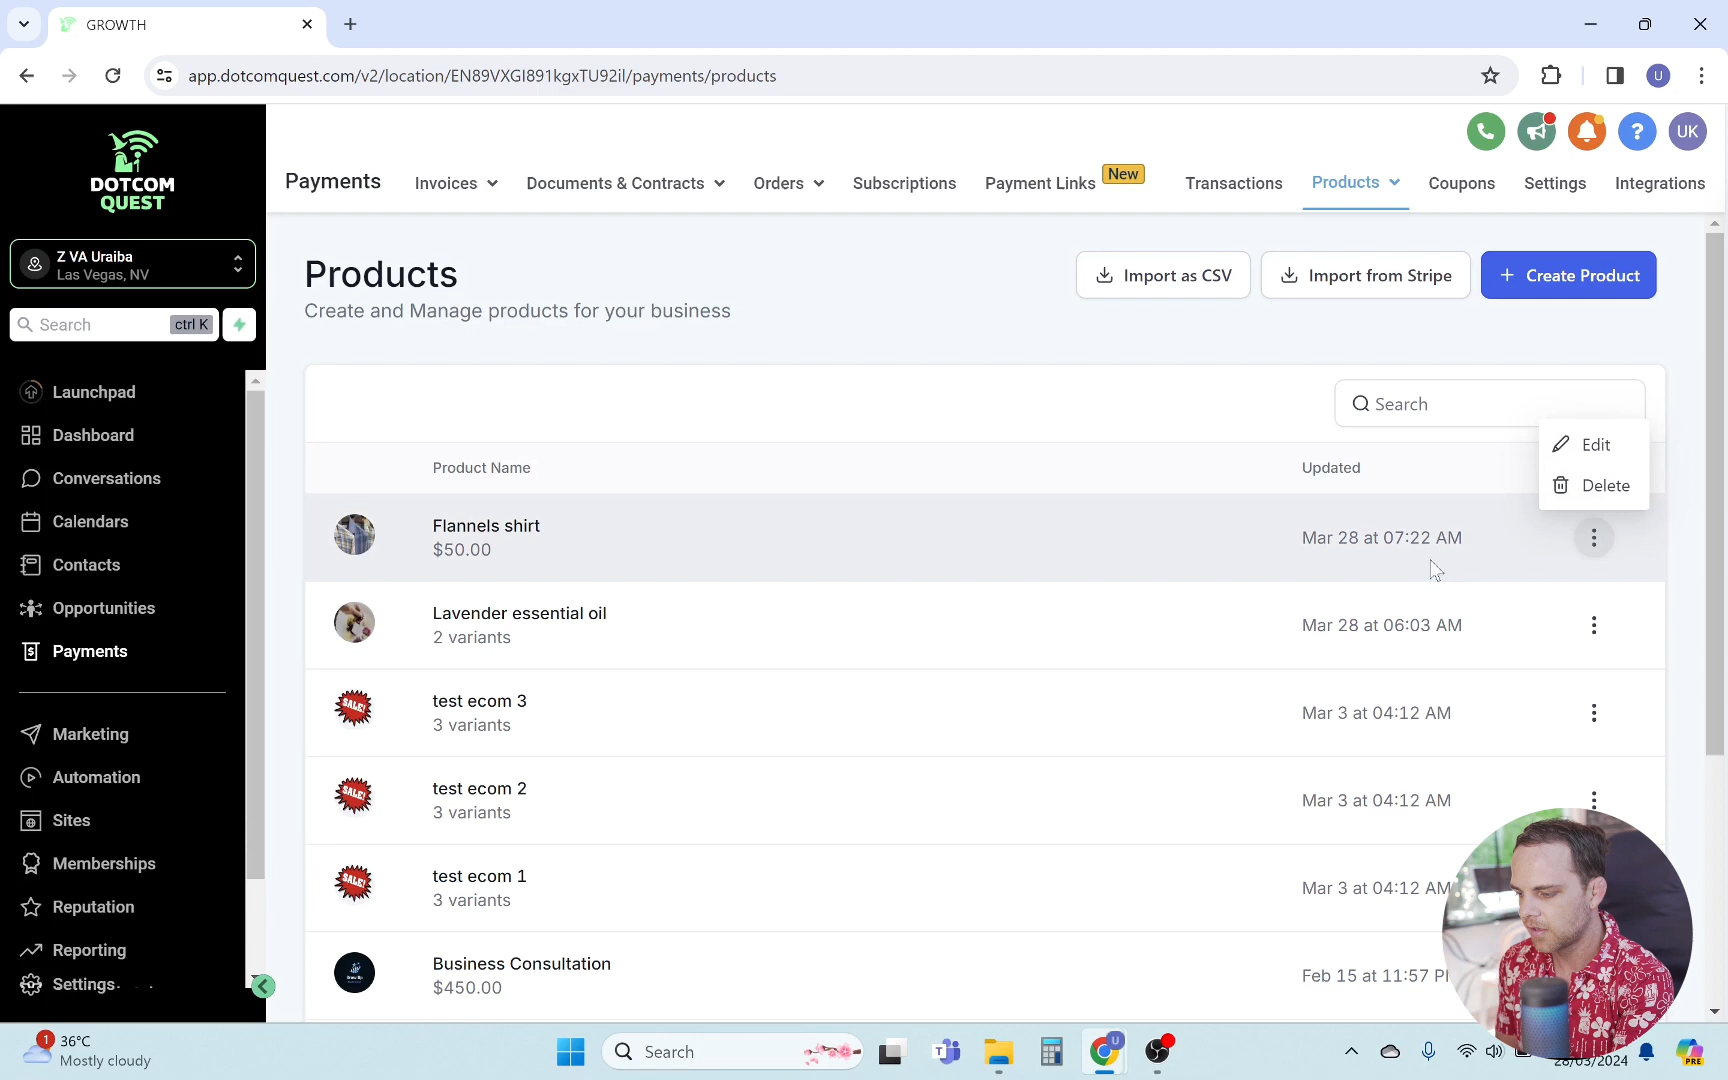 GROWTH
app.dotcomquest.com/v2/location/EN89VXGI891kgxTU92il/payments/products
U
DOTCOM
QUEST
Z VA Uraiba
Las Vegas, NV
Search ctrl K
Launchpad
Dashboard
Conversations
Calendars
Contacts
Opportunities
Payments
Marketing
Automation
Sites
Memberships
Reputation
Reporting
Settings
? UK
Payments Invoices Documents & Contracts Orders Subscriptions Payment Links New Transactions Products Coupons Settings Integrations
Products
Create and Manage products for your business
Import as CSV Import from Stripe + Create Product
Search
Edit
Delete
Product Name Updated
Flannels shirt
$50.00
Mar 28 at 07:22 AM
Lavender essential oil
2 variants
Mar 28 at 06:03 AM
SALE!
test ecom 3
3 variants
Mar 3 at 04:12 AM
SALE!
test ecom 2
3 variants
Mar 3 at 04:12 AM
SALE!
test ecom 1
3 variants
Mar 3 at 04:12 AM
Business Consultation
$450.00
Feb 15 at 11:57
1
36°C
Mostly cloudy
Search
T
U
28/03/2024
PRE